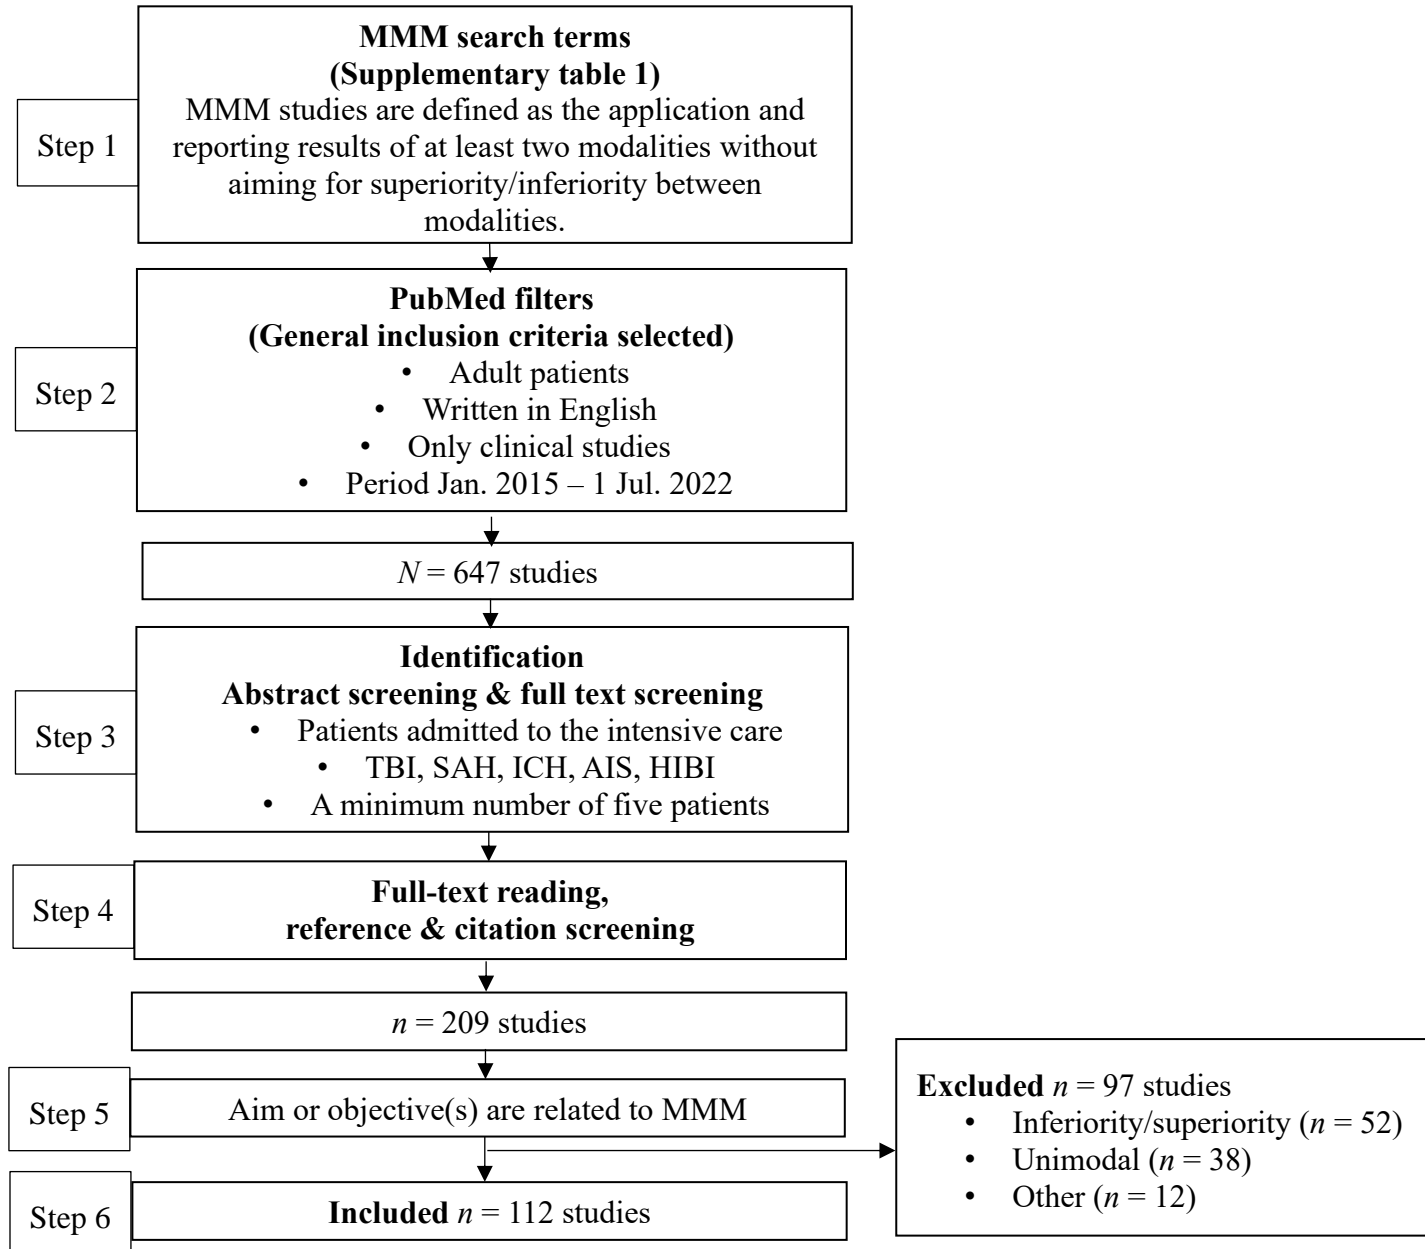 Step 1
MMM search terms
(Supplementary table 1)
MMM studies are defined as the application and
reporting results of at least two modalities without
aiming for superiority/inferiority between
modalities.
Step 2
PubMed filters
(General inclusion criteria selected)
• Adult patients
• Written in English
• Only clinical studies
• Period Jan. 2015 – 1 Jul. 2022
N = 647 studies
Step 3
Identification
Abstract screening & full text screening
• Patients admitted to the intensive care
• TBI, SAH, ICH, AIS, HIBI
• A minimum number of five patients
Step 4
Full-text reading,
reference & citation screening
n = 209 studies
Step 5
Aim or objective(s) are related to MMM
Excluded n = 97 studies
• Inferiority/superiority (n = 52)
• Unimodal (n = 38)
• Other (n = 12)
Step 6
Included n = 112 studies